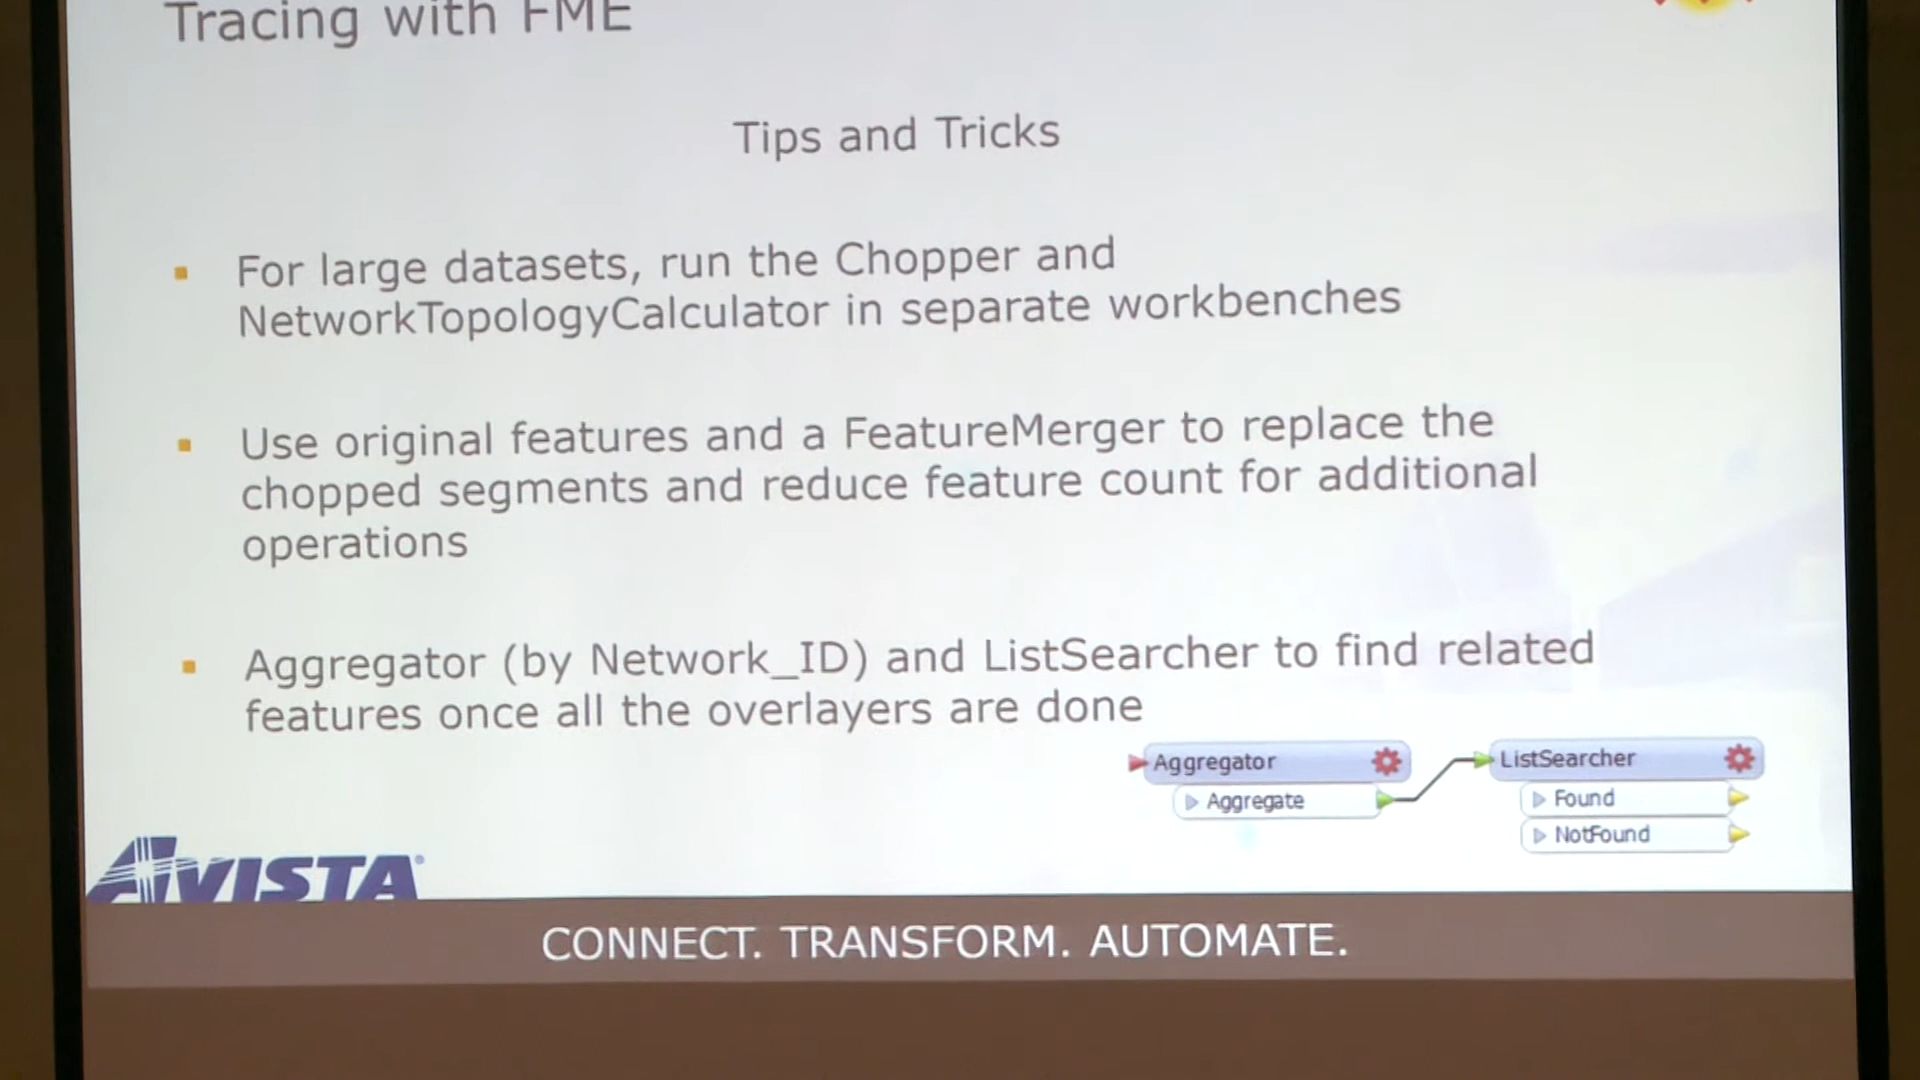 Tracing with FME
Tips and Tricks
For large datasets, run the Chopper and
NetworkTopologyCalculator in separate workbenches
Use original features and a FeatureMerger to replace the
chopped segments and reduce feature count for additional
operations
Aggregator (by Network_ID) and ListSearcher to find related
features once all the overlayers are done
Aggregator
Aggregate
ListSearcher
Found
NotFound
AVISTA
CONNECT. TRANSFORM. AUTOMATE.